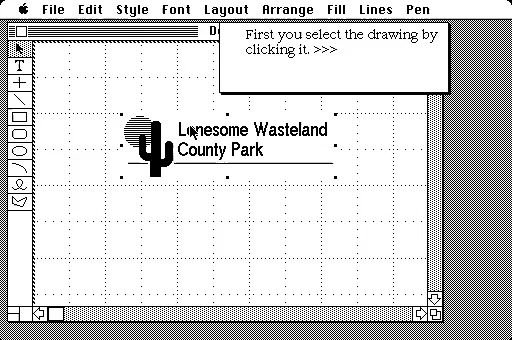 File Edit Style Font Layout Arrange Fill Lines Pen
First you select the drawing by
clicking it. >>>
T
Lonesome Wasteland
County Park